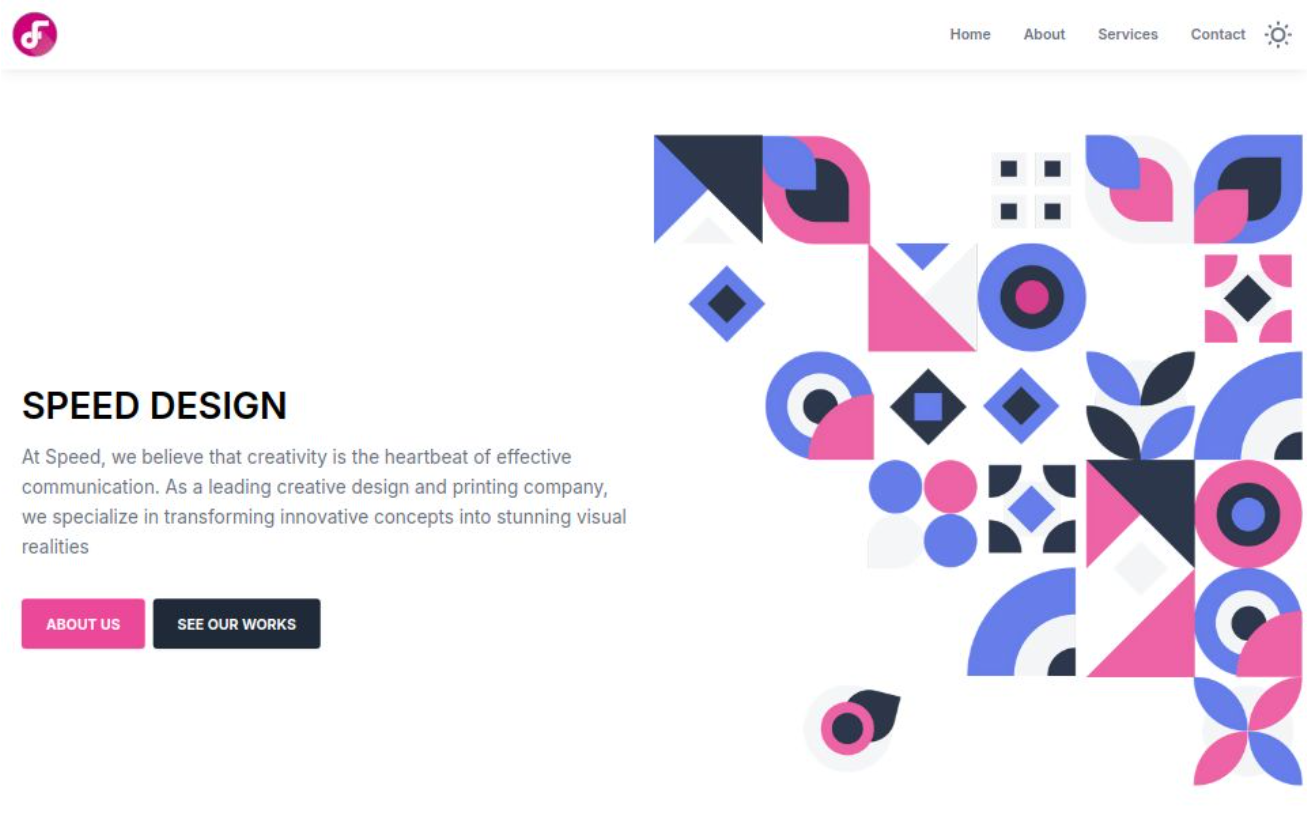 Home About Services Contact
SPEED DESIGN
At Speed, we believe that creativity is the heartbeat of effective
communication. As a leading creative design and printing company,
we specialize in transforming innovative concepts into stunning visual
realities
ABOUT US SEE OUR WORKS